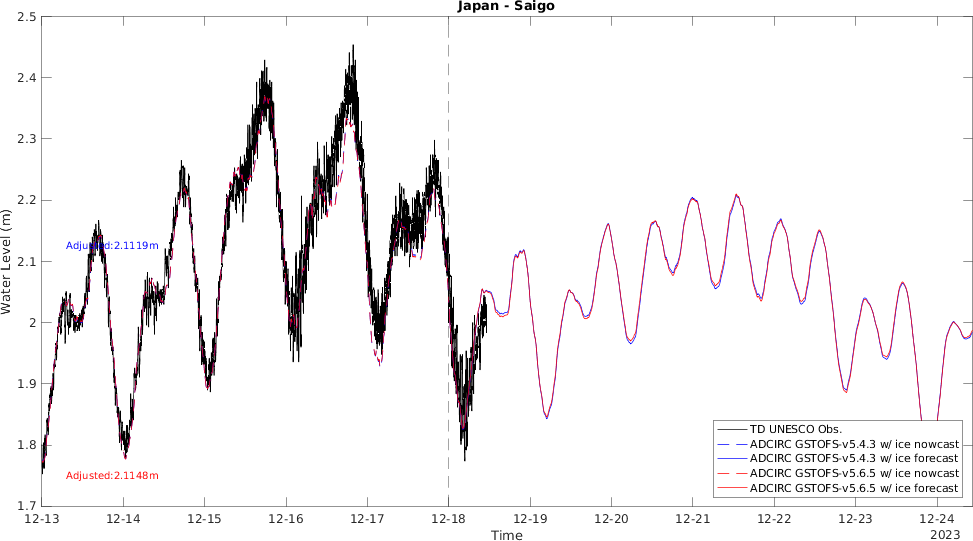 Japan - Saigo
2.5
2.4
2.3
2.2
2.1
2
1.9
1.8
1.7
Water Level (m)
Adjusted:2.1119m
Adjusted:2.1148m
TD UNESCO Obs.
ADCIRC GSTOFS-v5.4.3 w/ ice nowcast
ADCIRC GSTOFS-v5.4.3 w/ ice forecast
ADCIRC GSTOFS-v5.6.5 w/ ice nowcast
ADCIRC GSTOFS-v5.6.5 w/ ice forecast
12-13 12-14 12-15 12-16 12-17 12-18 12-19 12-20 12-21 12-22 12-23 12-24
Time
2023